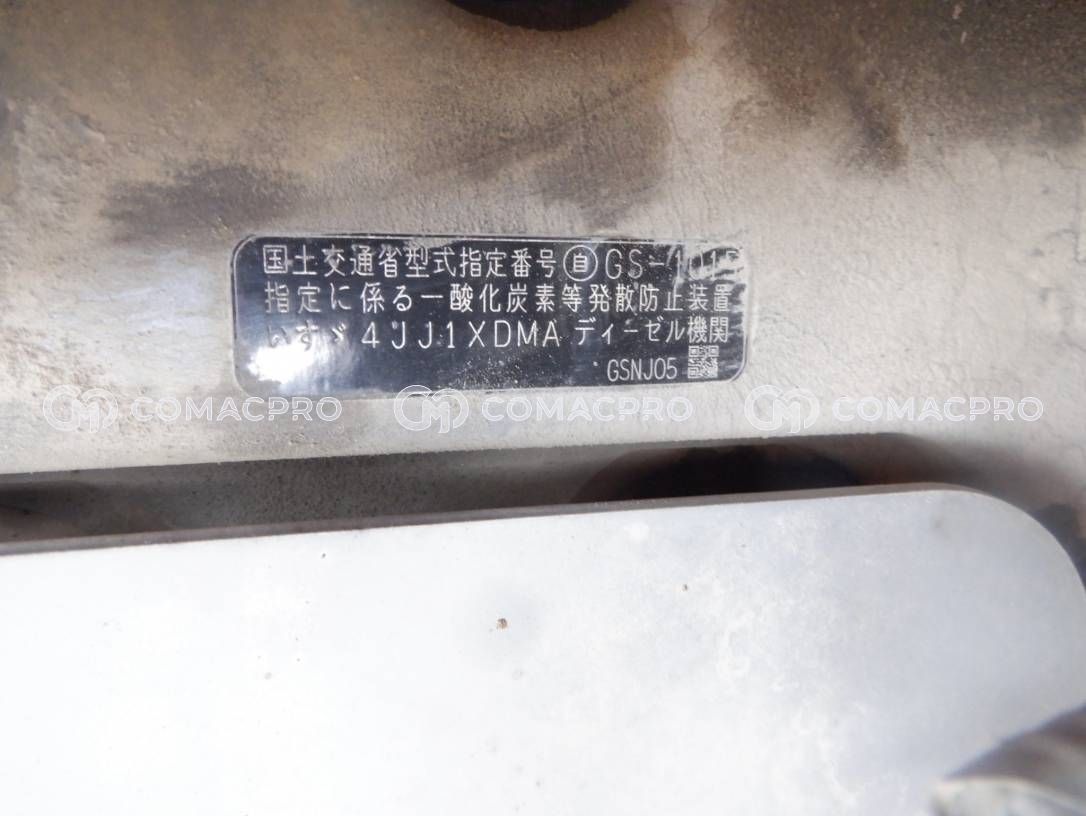 国土交通省型式指定番号 自 GS-
指定に係る一酸化炭素等発散防止装置
いすゞ 4JJ1XDMA ディーゼル機関
GSNJ05
COMACPRO COMACPRO COMACPRO